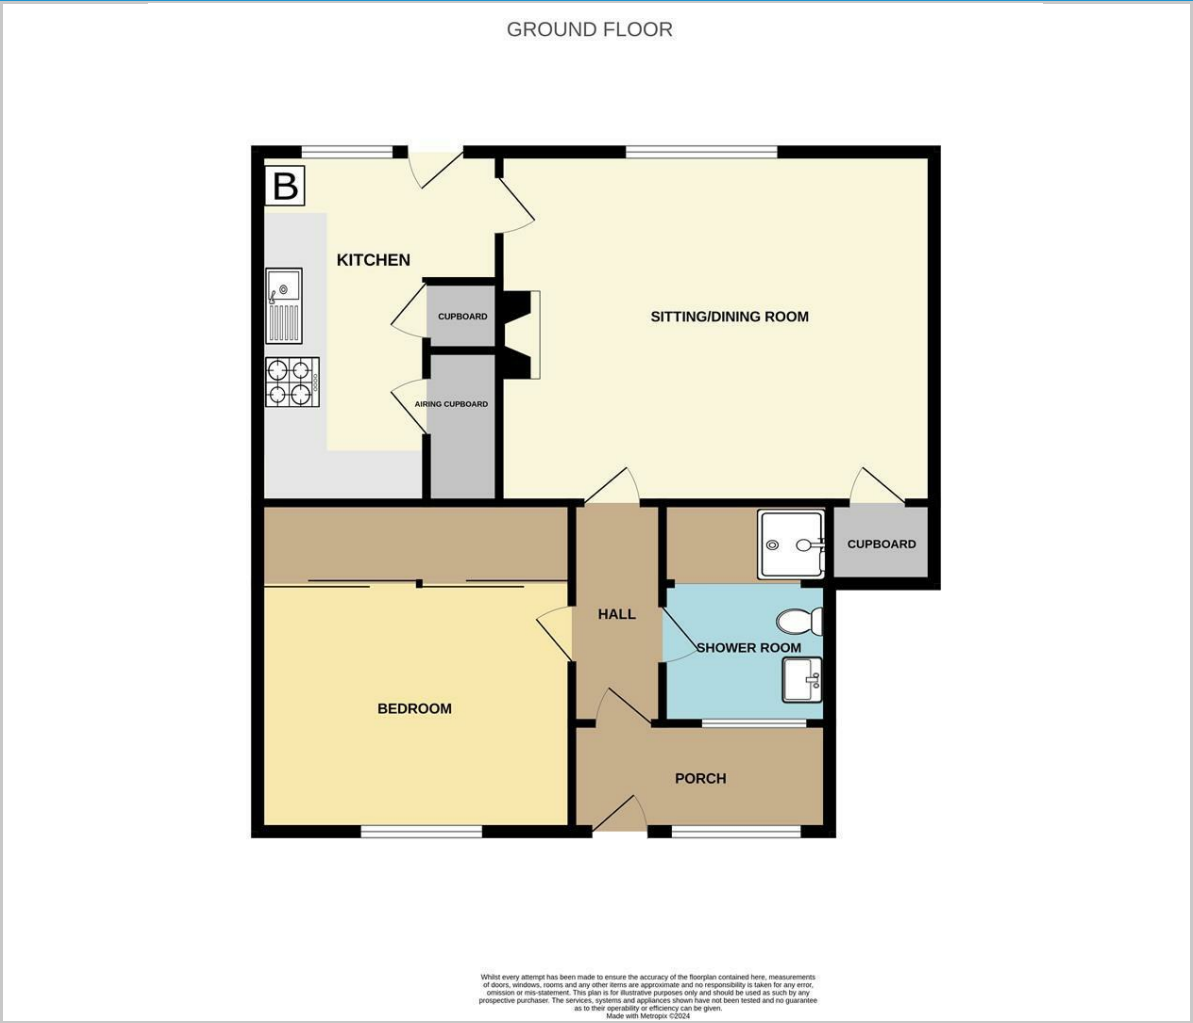 GROUND FLOOR
B
KITCHEN
CUPBOARD
SITTING/DINING ROOM
AIRING CUPBOARD
CUPBOARD
HALL
SHOWER ROOM
BEDROOM
PORCH
Whilst every attempt has been made to ensure the accuracy of the floorplan contained here, measurements
of doors, windows, rooms and any other items are approximate and no responsibility is taken for any error,
omission or mis-statement. This plan is for illustrative purposes only and should be used as such by any
prospective purchaser. The services, systems and appliances shown have not been tested and no guarantee
as to their operability or efficiency can be given.
Made with Metropix ©2024